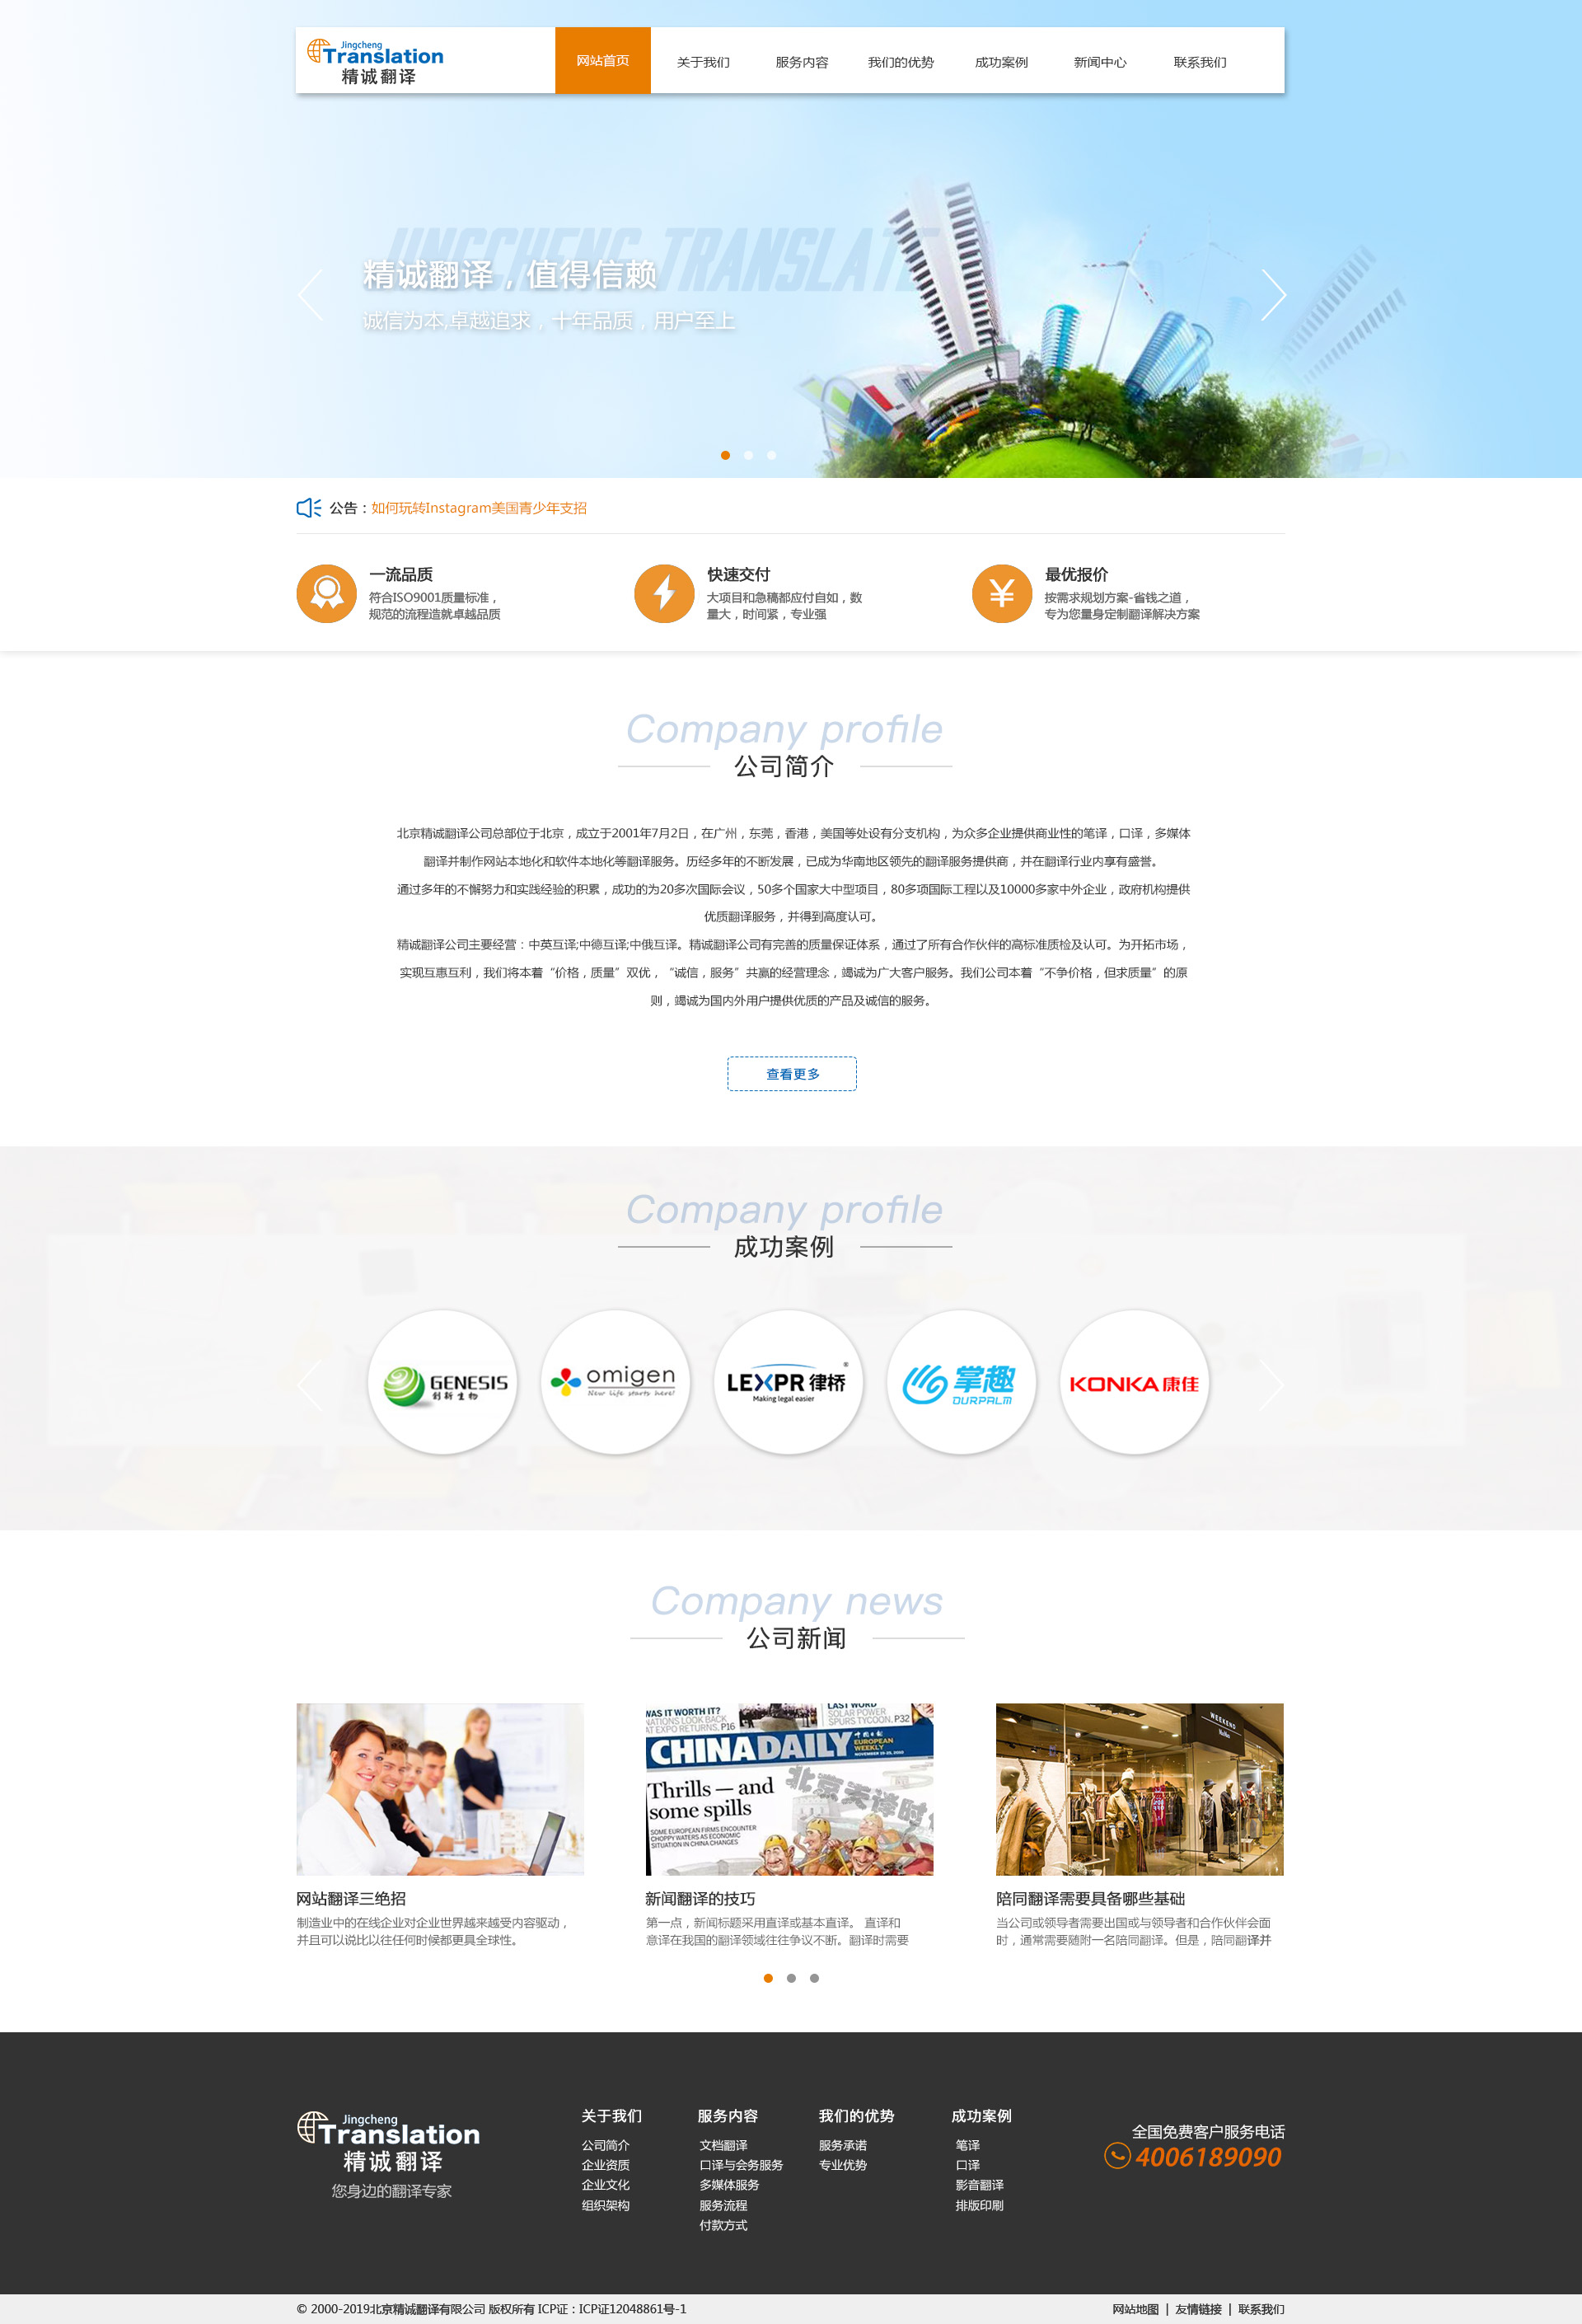 Jingcheng
Translation
精诚翻译
网站首页 关于我们 服务内容 我们的优势 成功案例 新闻中心 联系我们
JINGCHENG TRANSLATE
精诚翻译，值得信赖
诚信为本,卓越追求，十年品质，用户至上
公告：如何玩转Instagram美国青少年支招
一流品质
符合ISO9001质量标准，
规范的流程造就卓越品质
快速交付
大项目和急稿都应付自如，数
量大，时间紧，专业强
最优报价
按需求规划方案-省钱之道，
专为您量身定制翻译解决方案
Company profile
公司简介
北京精诚翻译公司总部位于北京，成立于2001年7月2日，在广州，东莞，香港，美国等处设有分支机构，为众多企业提供商业性的笔译，口译，多媒体
翻译并制作网站本地化和软件本地化等翻译服务。历经多年的不断发展，已成为华南地区领先的翻译服务提供商，并在翻译行业内享有盛誉。
通过多年的不懈努力和实践经验的积累，成功的为20多次国际会议，50多个国家大中型项目，80多项国际工程以及10000多家中外企业，政府机构提供
优质翻译服务，并得到高度认可。
精诚翻译公司主要经营：中英互译;中德互译;中俄互译。精诚翻译公司有完善的质量保证体系，通过了所有合作伙伴的高标准质检及认可。为开拓市场，
实现互惠互利，我们将本着“价格，质量”双优，“诚信，服务”共赢的经营理念，竭诚为广大客户服务。我们公司本着“不争价格，但求质量”的原
则，竭诚为国内外用户提供优质的产品及诚信的服务。
查看更多
Company profile
成功案例
GENESIS
创新生物
omigen
New life starts here!
LEXPR 律桥®
Making legal easier
掌趣
OURPALM
KONKA 康佳
Company news
公司新闻
WAS IT WORTH IT?
NATIONS LOOK BACK
AT EXPO RETURNS, P16
LAST WORD
SOLAR POWER
SPURS TYCOON, P32
CHINADAILY
中国日报
EUROPEAN
WEEKLY
Thrills — and
some spills
SOME EUROPEAN FIRMS ENCOUNTER
CHOPPY WATERS AS ECONOMIC
SITUATION IN CHINA CHANGES
北京天译时
WEEKEND
MaxMara
网站翻译三绝招
制造业中的在线企业对企业世界越来越受内容驱动，
并且可以说比以往任何时候都更具全球性。
新闻翻译的技巧
第一点，新闻标题采用直译或基本直译。 直译和
意译在我国的翻译领域往往争议不断。翻译时需要
陪同翻译需要具备哪些基础
当公司或领导者需要出国或与领导者和合作伙伴会面
时，通常需要随附一名陪同翻译。但是，陪同翻译并
Jingcheng
Translation
精诚翻译
您身边的翻译专家
关于我们
公司简介
企业资质
企业文化
组织架构
服务内容
文档翻译
口译与会务服务
多媒体服务
服务流程
付款方式
我们的优势
服务承诺
专业优势
成功案例
笔译
口译
影音翻译
排版印刷
全国免费客户服务电话
4006189090
© 2000-2019北京精诚翻译有限公司 版权所有 ICP证：ICP证12048861号-1
网站地图 | 友情链接 | 联系我们